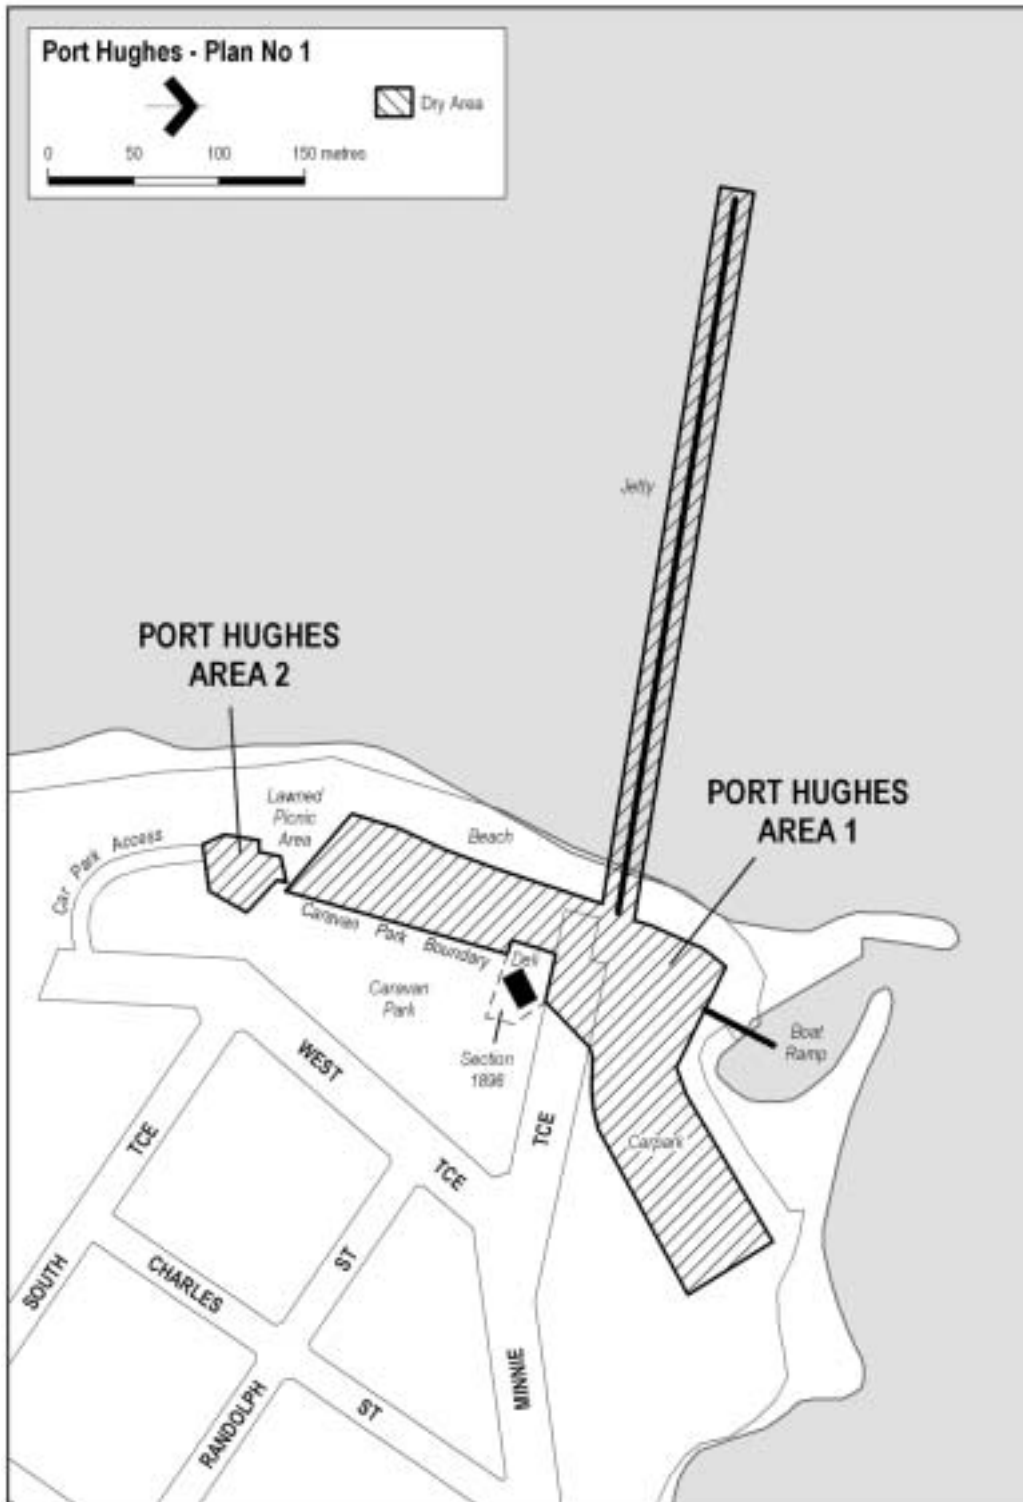 Port Hughes - Plan No 1
Dry Area
0 50 100 150 metres
Jetty
PORT HUGHES
AREA 2
PORT HUGHES
AREA 1
Lawned
Picnic
Area
Beach
Car Park Access
Caravan Park Boundary
Deli
Caravan
Park
Section
1896
Boat
Ramp
Carpark
WEST
TCE
TCE
SOUTH
TCE
CHARLES
ST
ST
RANDOLPH
MINNIE